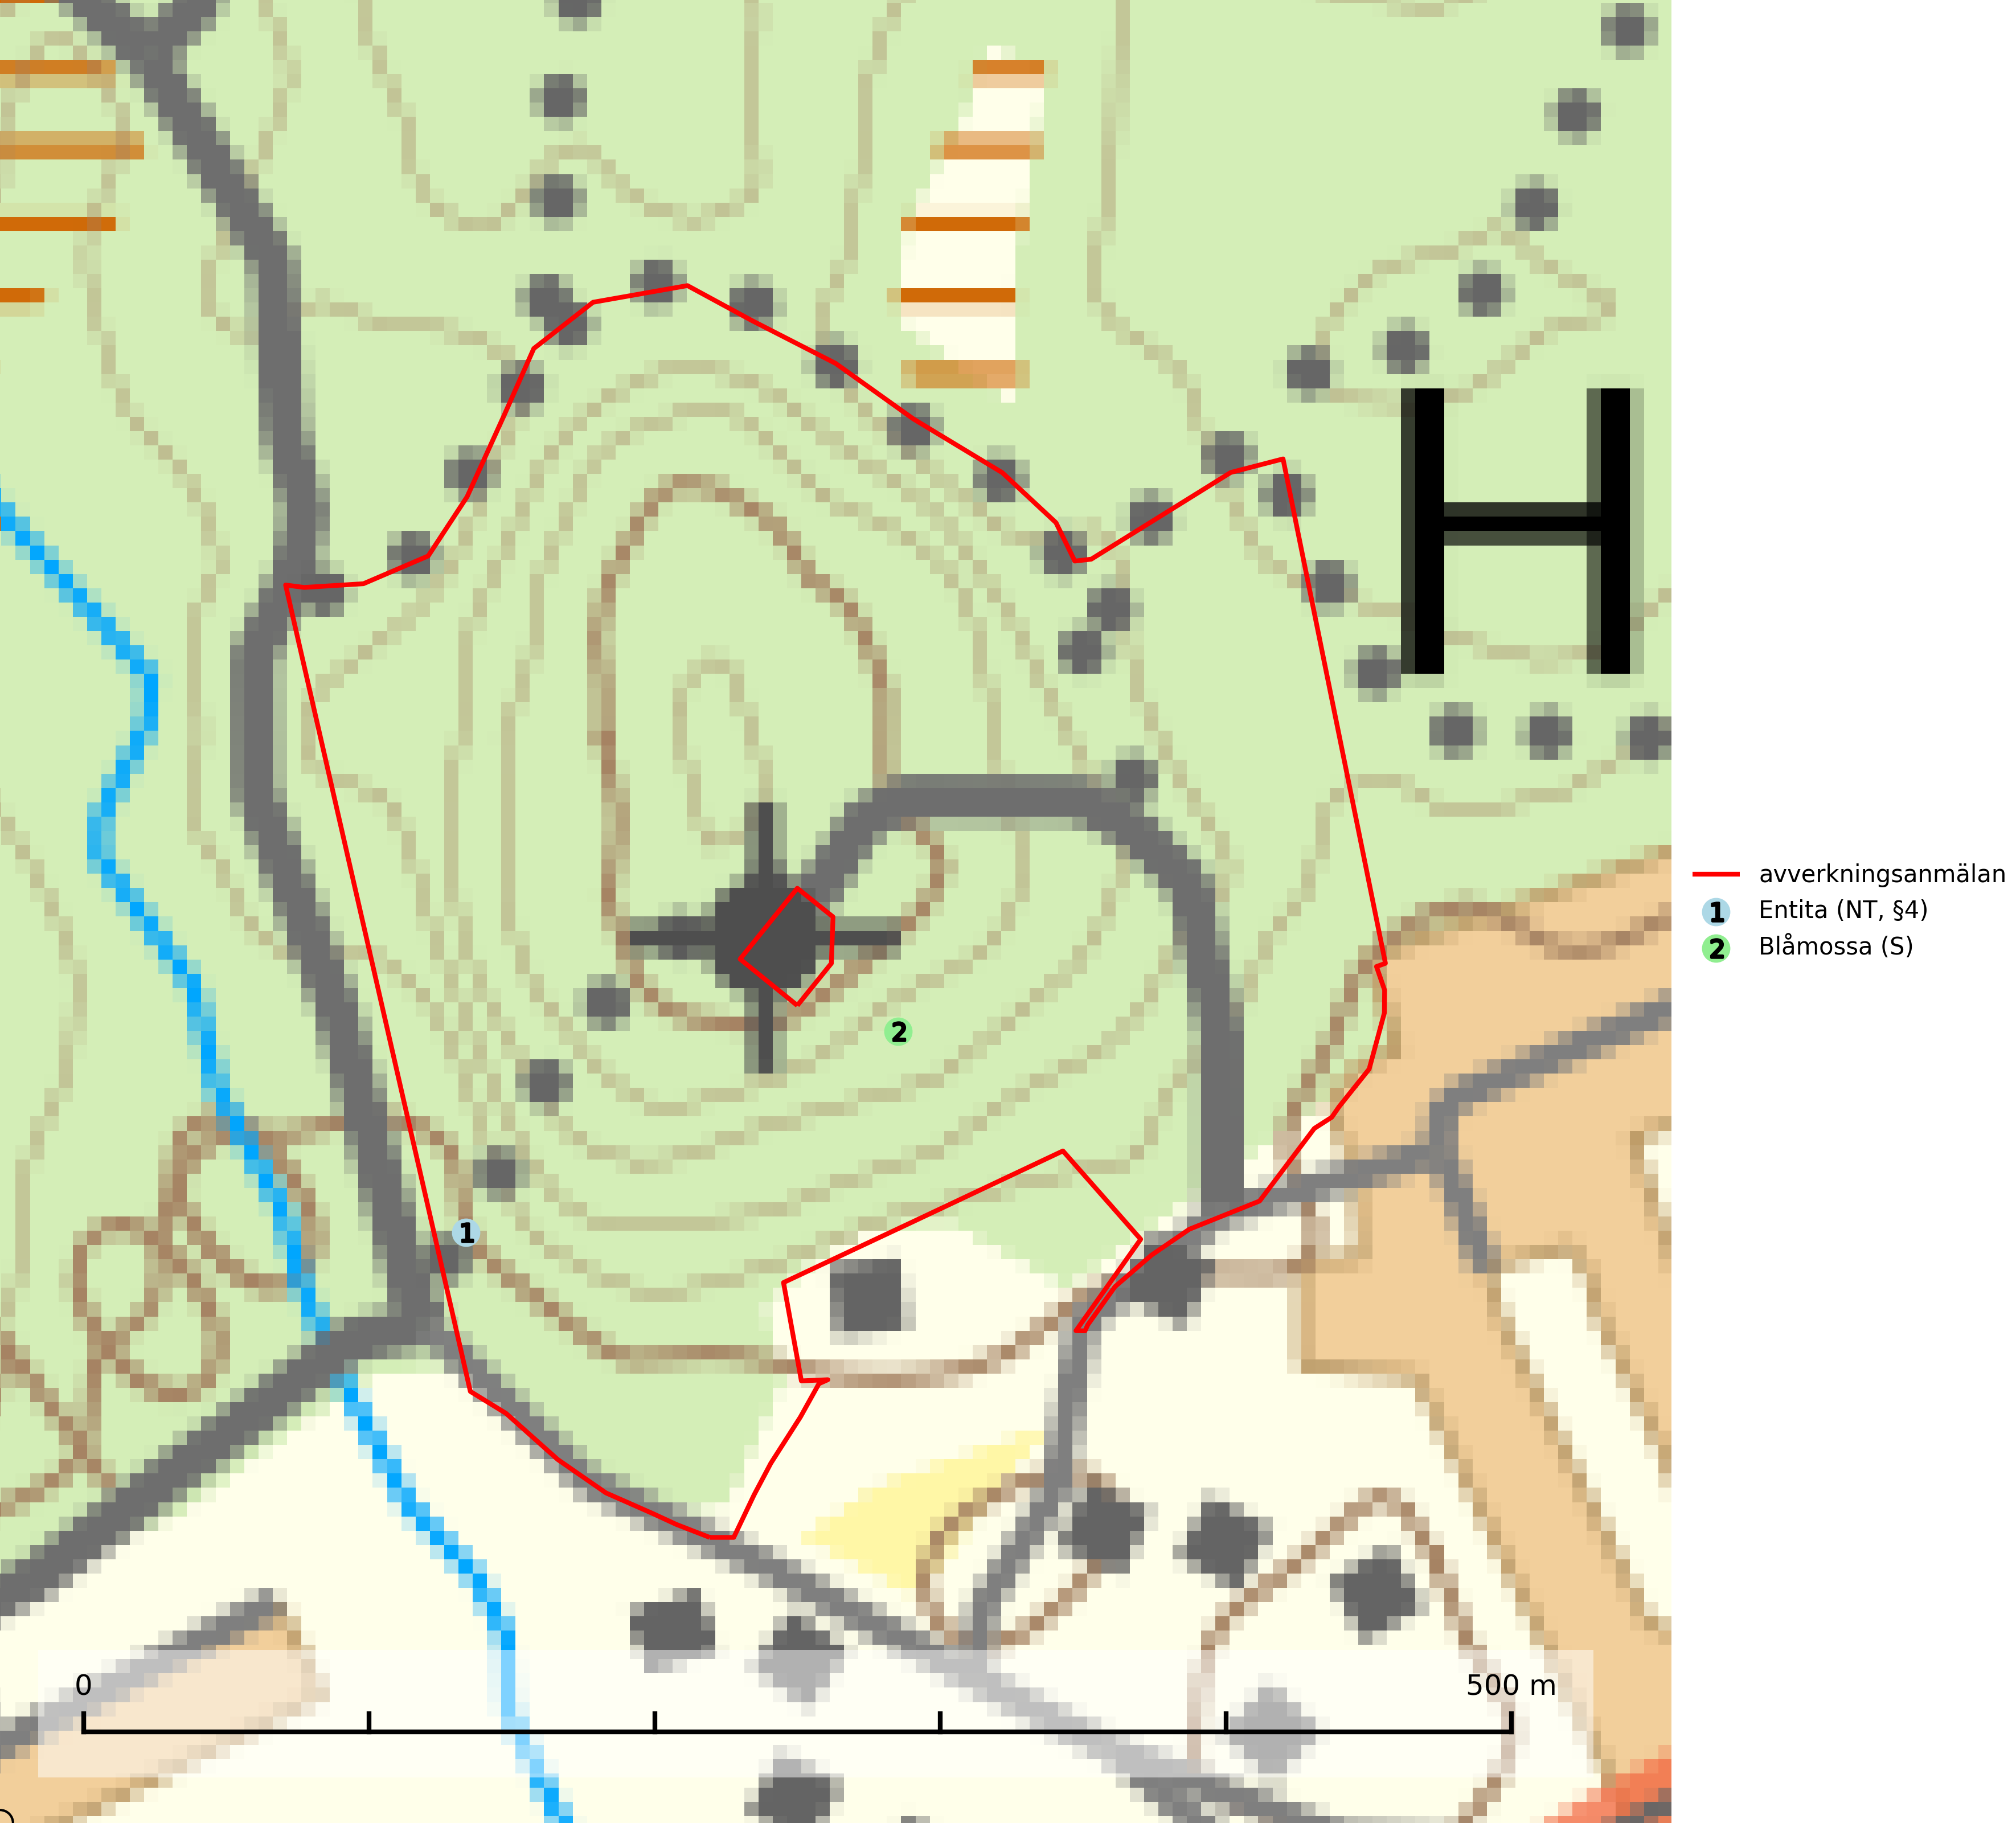 H
1
2
0
500 m
avverkningsanmälan
1 Entita (NT, §4)
2 Blåmossa (S)